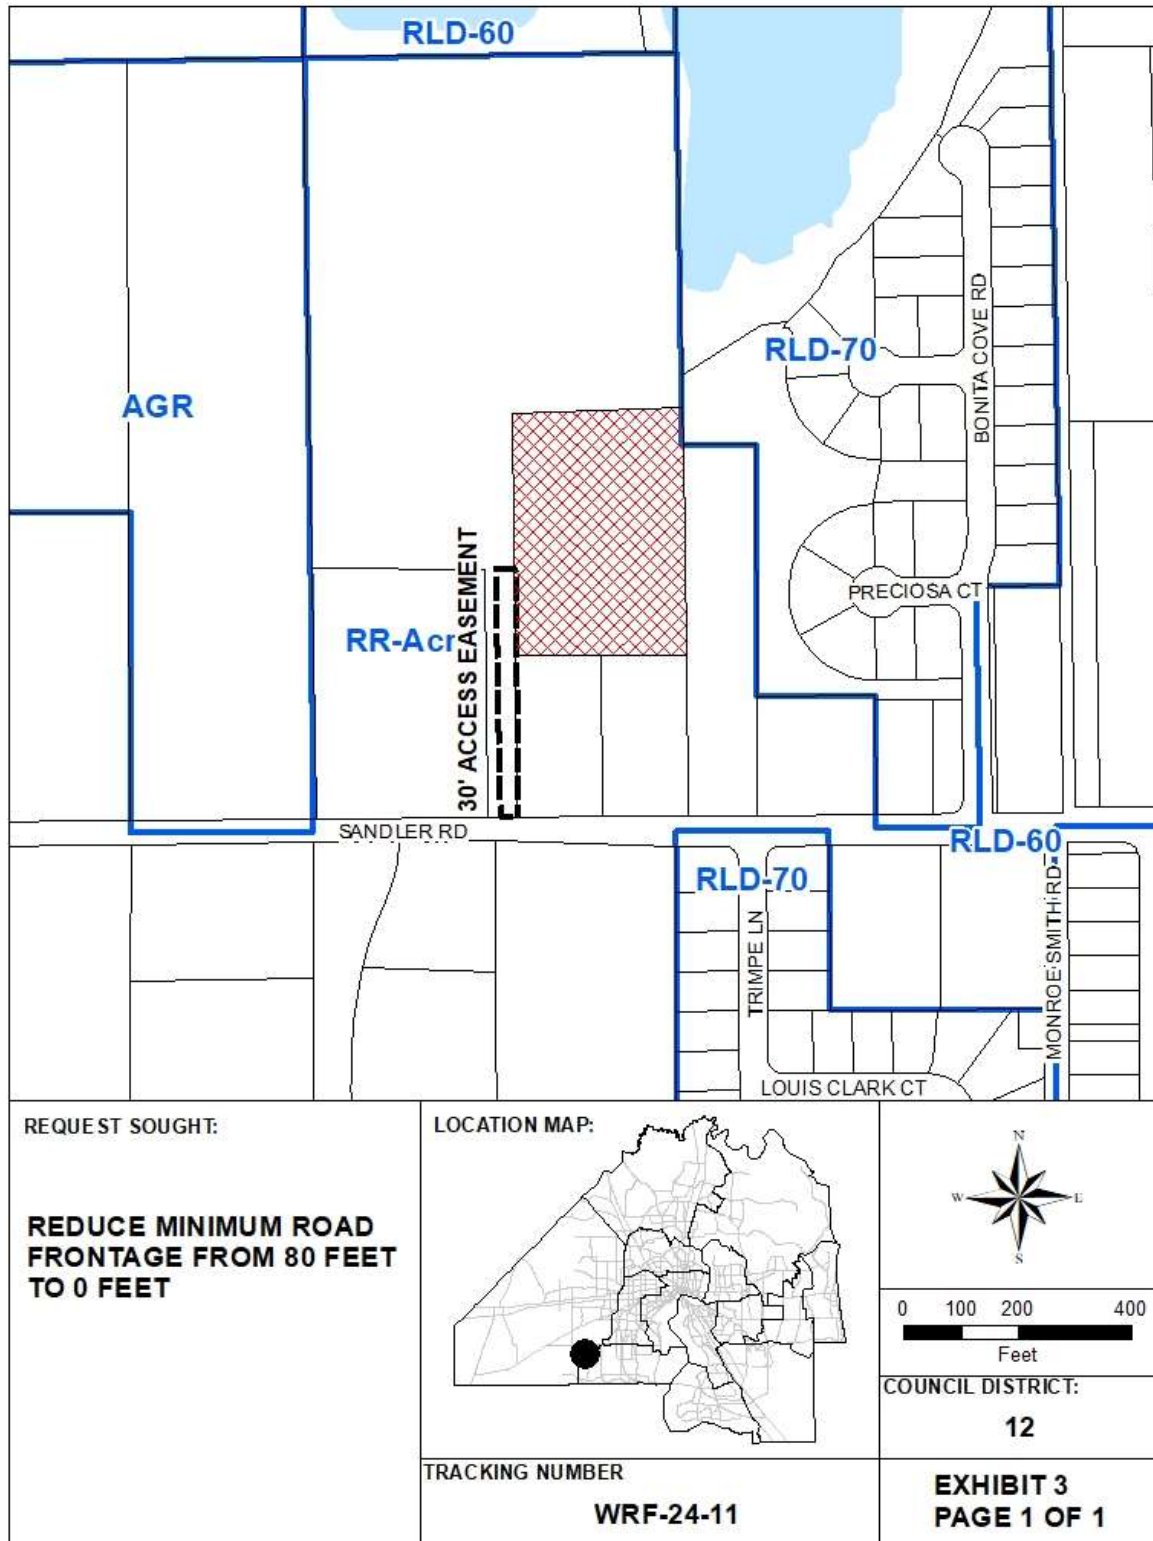 RLD-60
RLD-70
BONITA COVE RD
AGR
PRECIOSA CT
RR-Acr
30' ACCESS EASEMENT
SANDLER RD
RLD-60
RLD-70
TRIMPE LN
MONROE SMITH RD
LOUIS CLARK CT
REQUEST SOUGHT:
REDUCE MINIMUM ROAD
FRONTAGE FROM 80 FEET
TO 0 FEET
LOCATION MAP:
N
W
E
S
0 100 200 400
Feet
COUNCIL DISTRICT:
12
TRACKING NUMBER
WRF-24-11
EXHIBIT 3
PAGE 1 OF 1